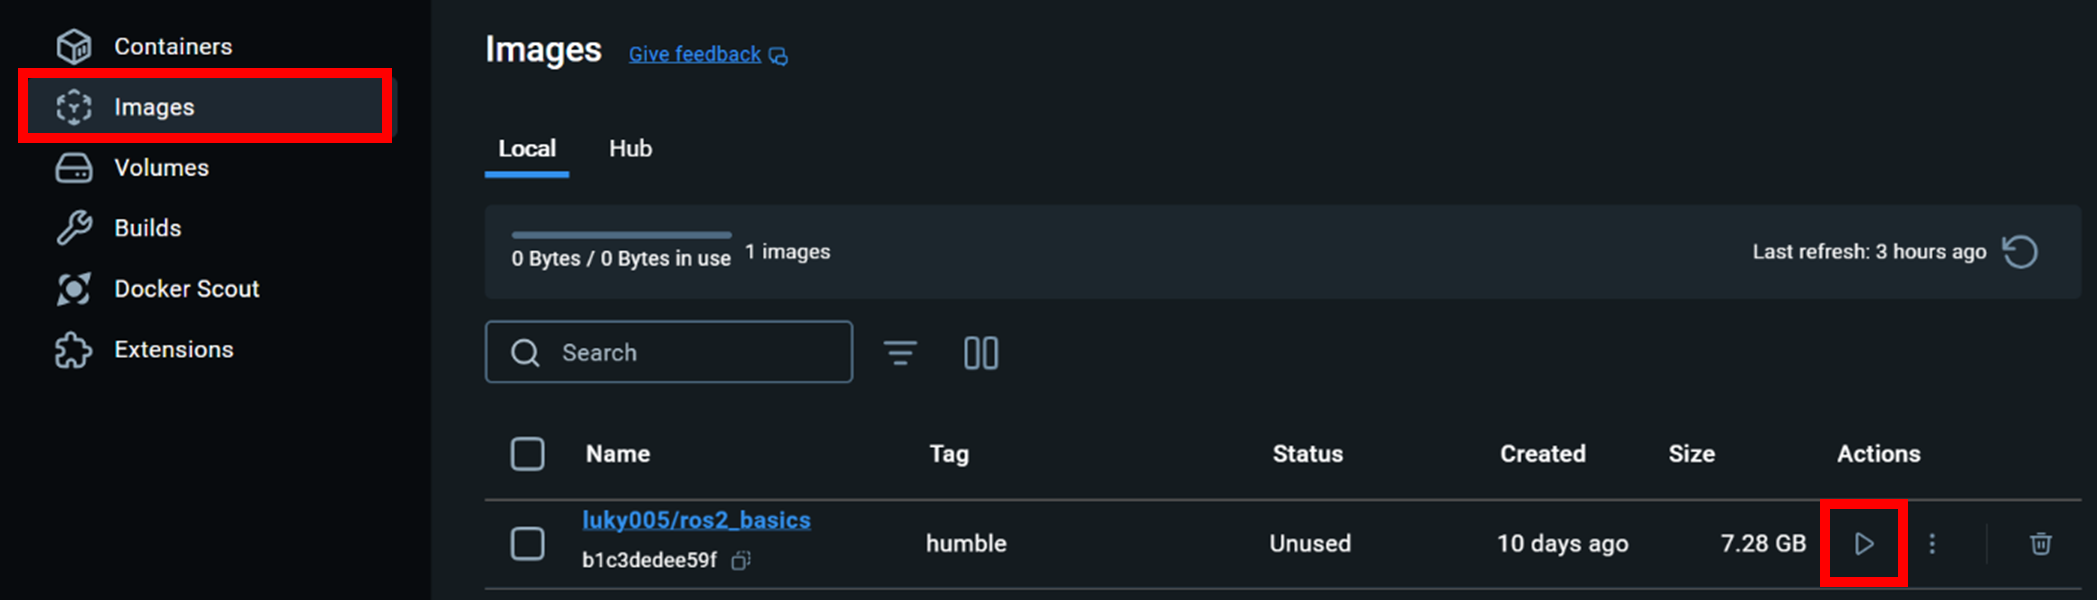 Containers
Images
Volumes
Builds
Docker Scout
Extensions
Images
Give feedback
Local Hub
0 Bytes / 0 Bytes in use 1 images
Last refresh: 3 hours ago
Search
Name Tag Status Created Size Actions
luky005/ros2_basics
b1c3dedee59f
humble Unused 10 days ago 7.28 GB